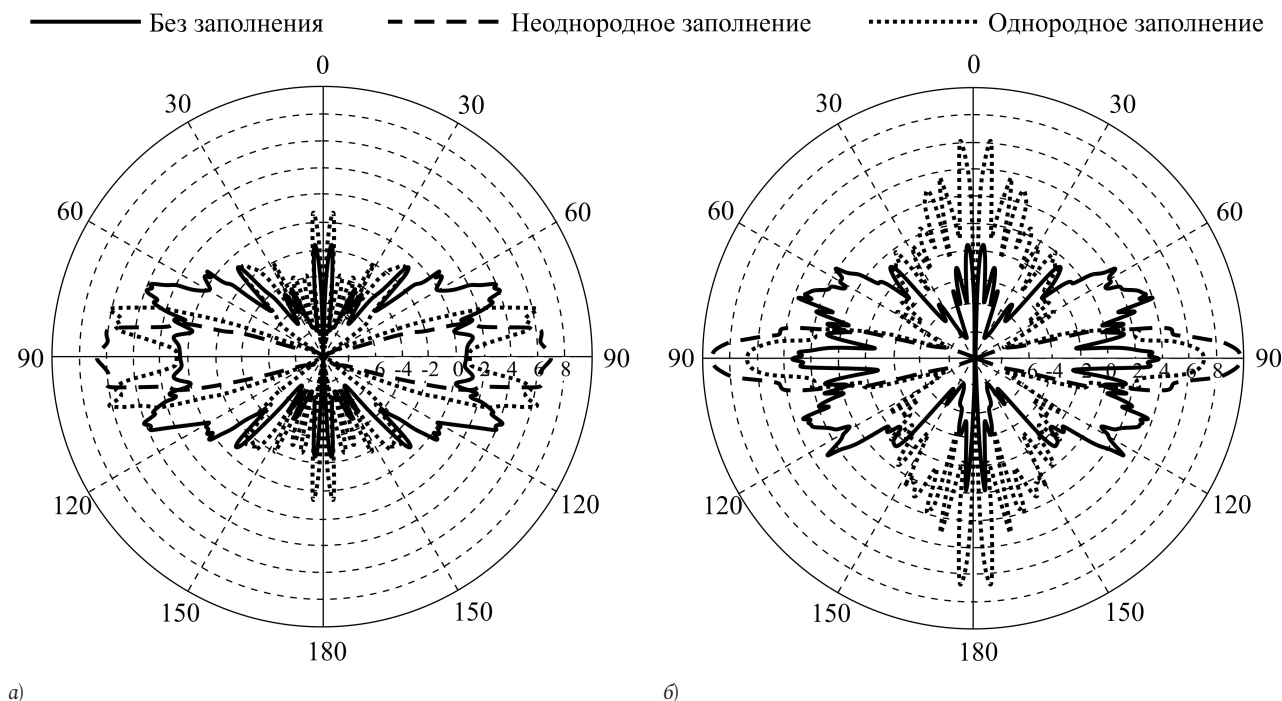 Без заполнения Неоднородное заполнение Однородное заполнение
0 0
30 30 30 30
60 60 60 60
90 -6 -4 -2 0 2 4 6 8 90 -6 -4 -2 0 2 4 6 8 90
120 120 120 120
150 150 150 150
180 180
а) б)